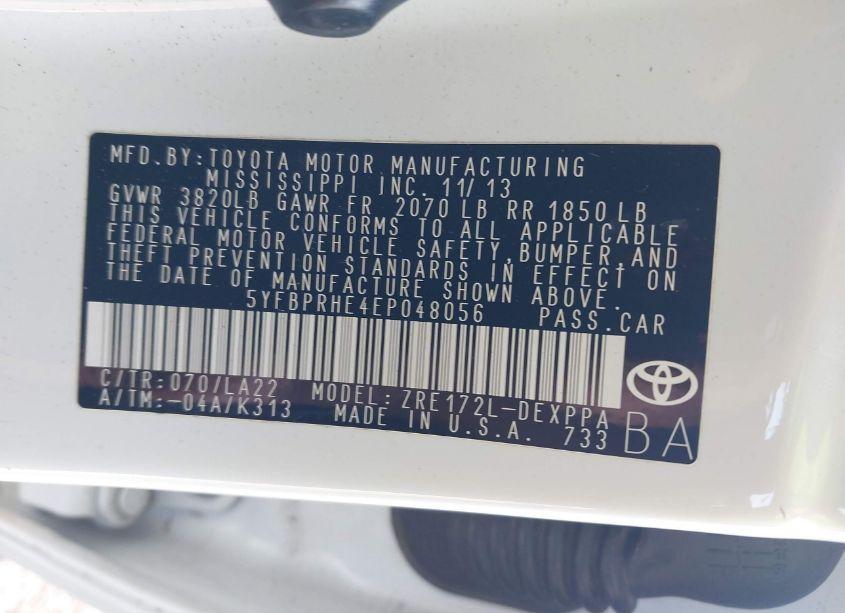 MFD.BY:TOYOTA MOTOR MANUFACTURING
MISSISSIPPI INC. 11/13
GVWR 3820LB GAWR FR 2070 LB RR 1850 LB
THIS VEHICLE CONFORMS TO ALL APPLICABLE
FEDERAL MOTOR VEHICLE SAFETY,BUMPER,AND
THEFT PREVENTION STANDARDS IN EFFECT ON
THE DATE OF MANUFACTURE SHOWN ABOVE.
5YFBPRHE4EP048056 PASS.CAR
C/TR:070/LA22 MODEL:ZRE172L-DEXPPA
A/TM:-04A/K313 MADE IN U.S.A. 733 BA